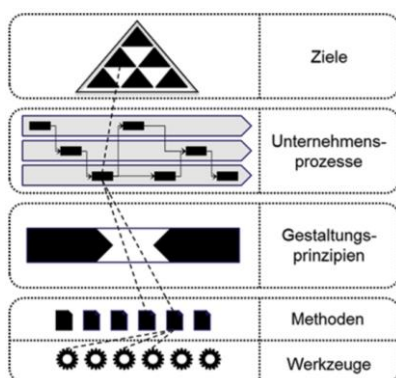 Ziele
Unternehmens-
prozesse
Gestaltungs-
prinzipien
Methoden
Werkzeuge